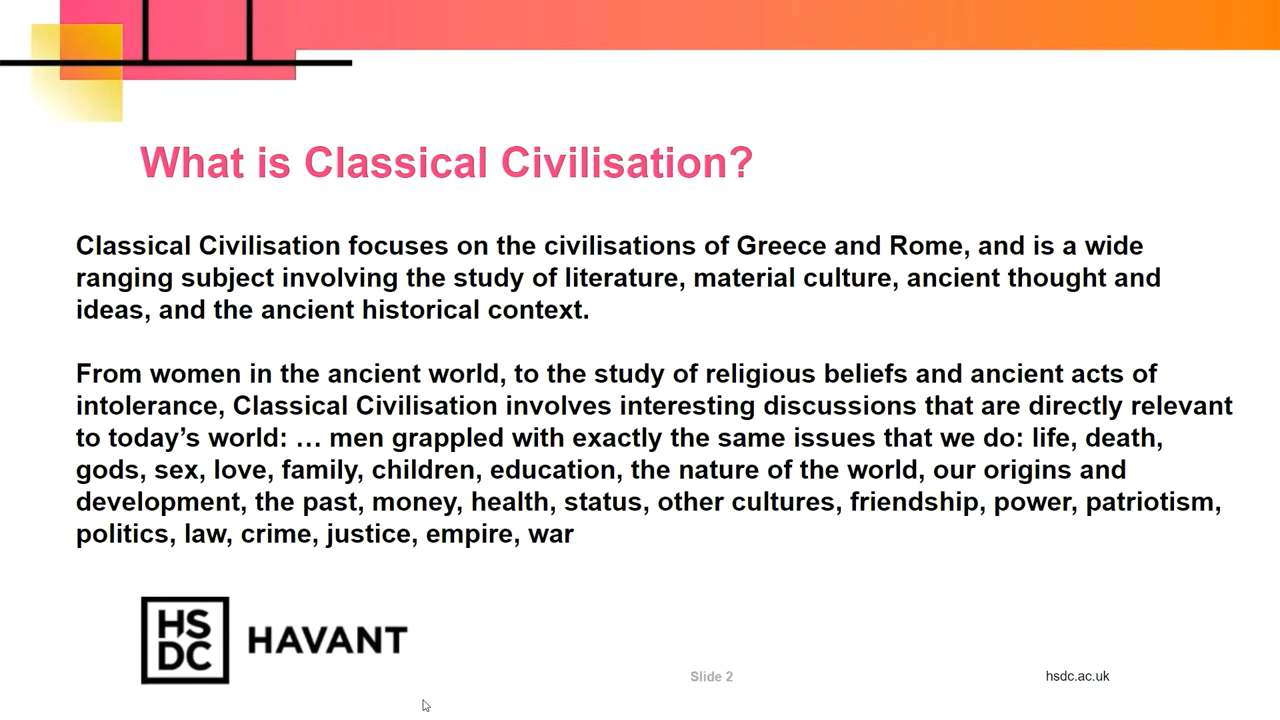 What is Classical Civilisation?
Classical Civilisation focuses on the civilisations of Greece and Rome, and is a wide
ranging subject involving the study of literature, material culture, ancient thought and
ideas, and the ancient historical context.
From women in the ancient world, to the study of religious beliefs and ancient acts of
intolerance, Classical Civilisation involves interesting discussions that are directly relevant
to today’s world: … men grappled with exactly the same issues that we do: life, death,
gods, sex, love, family, children, education, the nature of the world, our origins and
development, the past, money, health, status, other cultures, friendship, power, patriotism,
politics, law, crime, justice, empire, war
HS
DC
HAVANT
Slide 2
hsdc.ac.uk